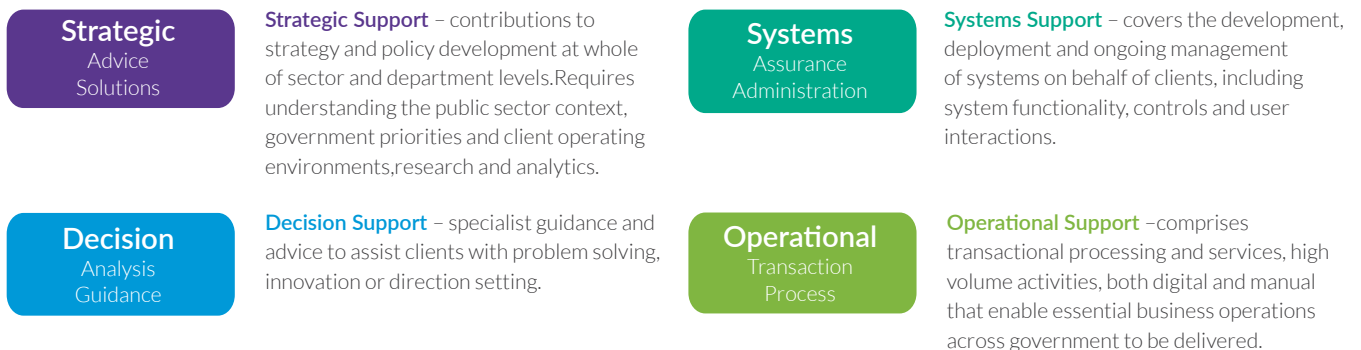 Strategic
Advice
Solutions
Strategic Support – contributions to
strategy and policy development at whole
of sector and department levels.Requires
understanding the public sector context,
government priorities and client operating
environments,research and analytics.
Systems
Assurance
Administration
Systems Support – covers the development,
deployment and ongoing management
of systems on behalf of clients, including
system functionality, controls and user
interactions.
Decision
Analysis
Guidance
Decision Support – specialist guidance and
advice to assist clients with problem solving,
innovation or direction setting.
Operational
Transaction
Process
Operational Support –comprises
transactional processing and services, high
volume activities, both digital and manual
that enable essential business operations
across government to be delivered.